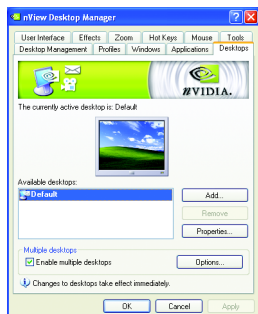 nView Desktop Manager
User Interface Effects Zoom Hot Keys Mouse Tools
Desktop Management Profiles Windows Applications Desktops
NVIDIA.
The currently active desktop is: Default
Available desktops:
Default
Add...
Remove
Properties...
Multiple desktops
Enable multiple desktops
Options...
Changes to desktops take effect immediately.
OK Cancel Apply